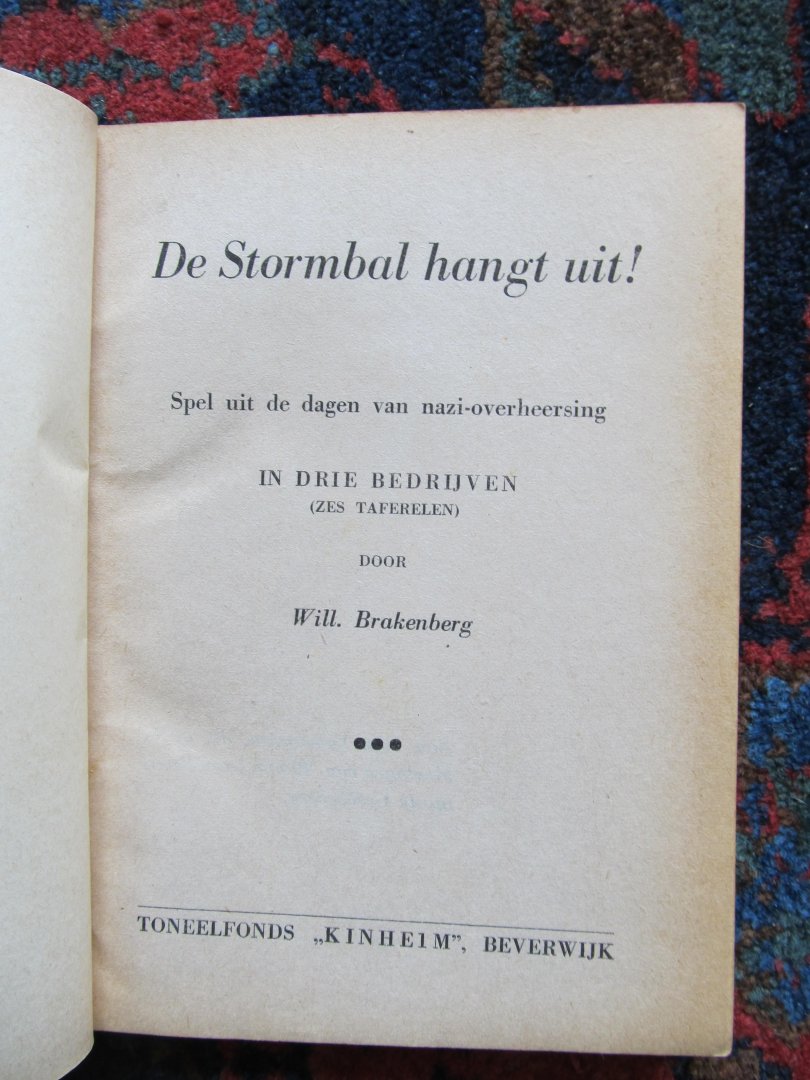 De Stormbal hangt uit!
Spel uit de dagen van nazi-overheersing
IN DRIE BEDRIJVEN
(ZES TAFERELEN)
DOOR
Will. Brakenberg
●●●
TONEELFONDS „KINHE1M”, BEVERWIJK